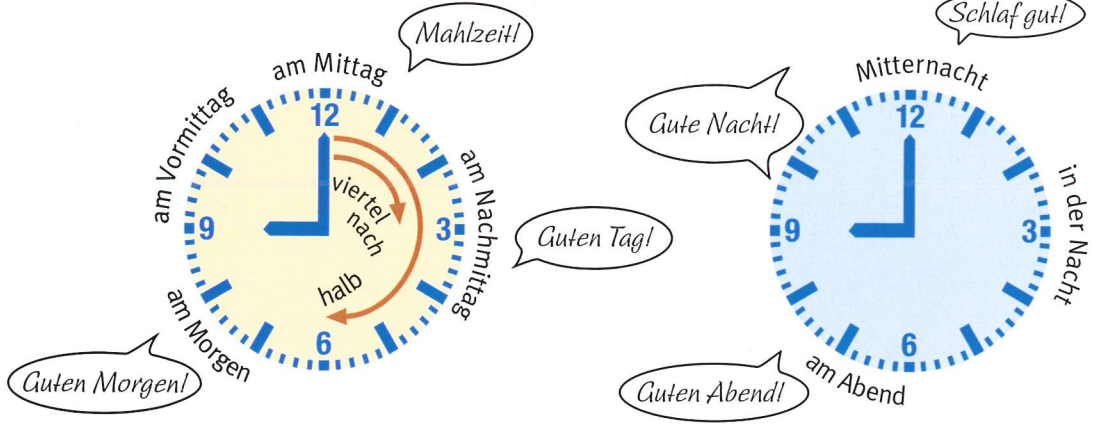 Mahlzeit!
am Mittag
am Vormittag
am Nachmittag
am Morgen
12
3
6
9
viertel
nach
halb
Guten Tag!
Guten Morgen!
Schlaf gut!
Mitternacht
Gute Nacht!
in der Nacht
12
3
6
9
am Abend
Guten Abend!